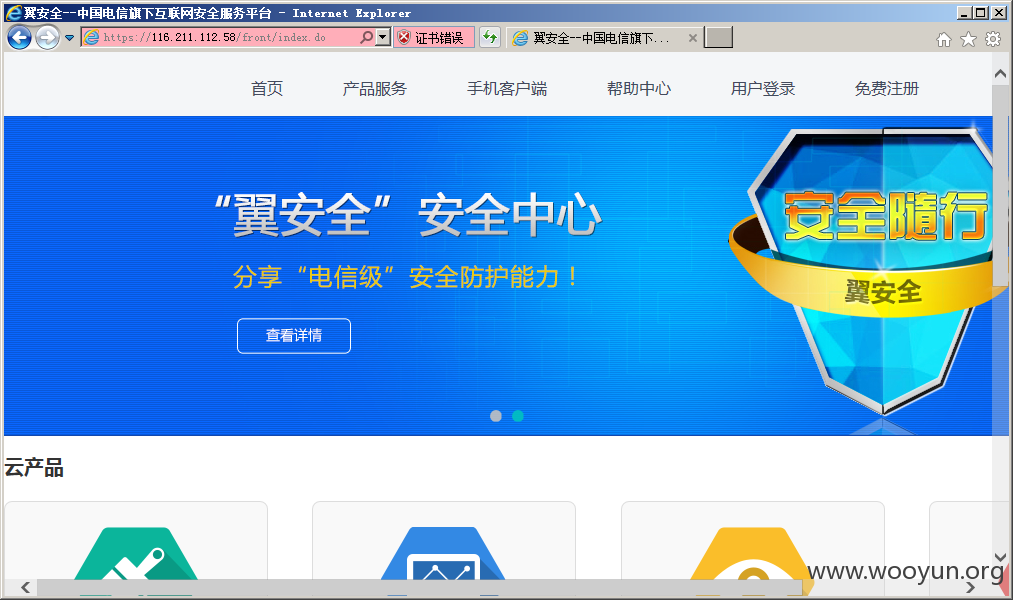 翼安全--中国电信旗下互联网安全服务平台 - Internet Explorer
https://116.211.112.58/front/index.do
证书错误
翼安全--中国电信旗下...
首页
产品服务
手机客户端
帮助中心
用户登录
免费注册
“翼安全”安全中心
分享“电信级”安全防护能力！
查看详情
安全隨行
翼安全
云产品
www.wooyun.org